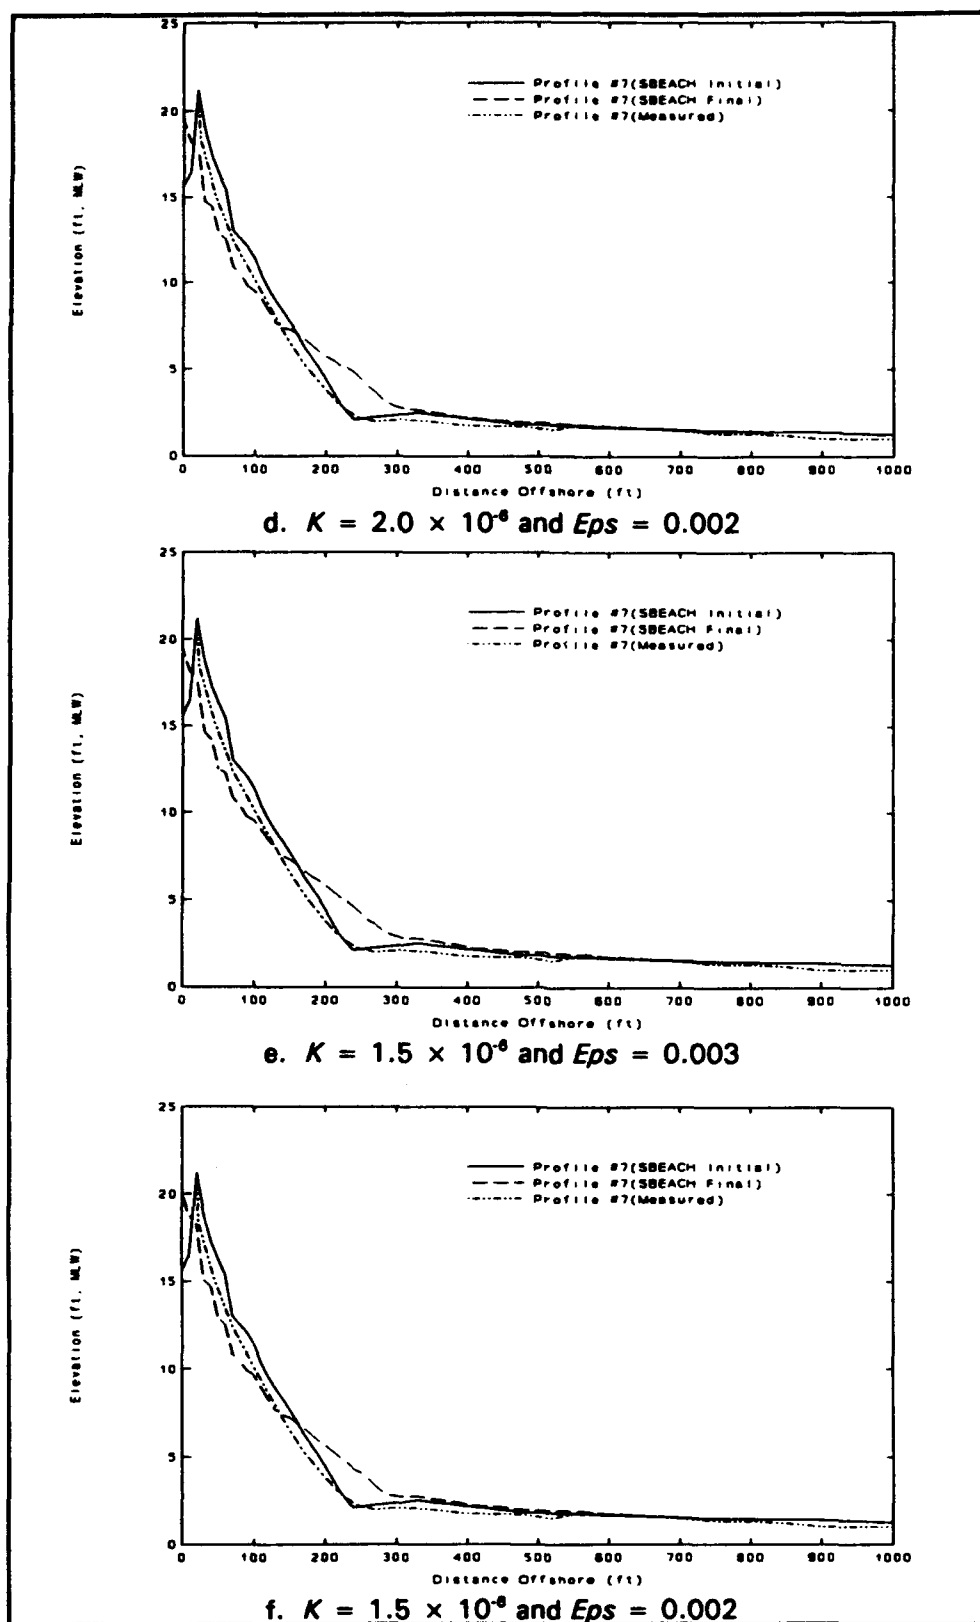 25
20
15
10
5
0
Elevation (ft, MLW)
Profile #7(SBEACH Initial)
Profile #7(SBEACH Final)
Profile #7(Measured)
0 100 200 300 400 500 600 700 800 900 1000
Distance Offshore (ft)
d. K = 2.0 × 10⁻⁶ and Eps = 0.002
25
20
15
10
5
0
Elevation (ft, MLW)
Profile #7(SBEACH Initial)
Profile #7(SBEACH Final)
Profile #7(Measured)
0 100 200 300 400 500 600 700 800 900 1000
Distance Offshore (ft)
e. K = 1.5 × 10⁻⁶ and Eps = 0.003
25
20
15
10
5
0
Elevation (ft, MLW)
Profile #7(SBEACH Initial)
Profile #7(SBEACH Final)
Profile #7(Measured)
0 100 200 300 400 500 600 700 800 900 1000
Distance Offshore (ft)
f. K = 1.5 × 10⁻⁶ and Eps = 0.002